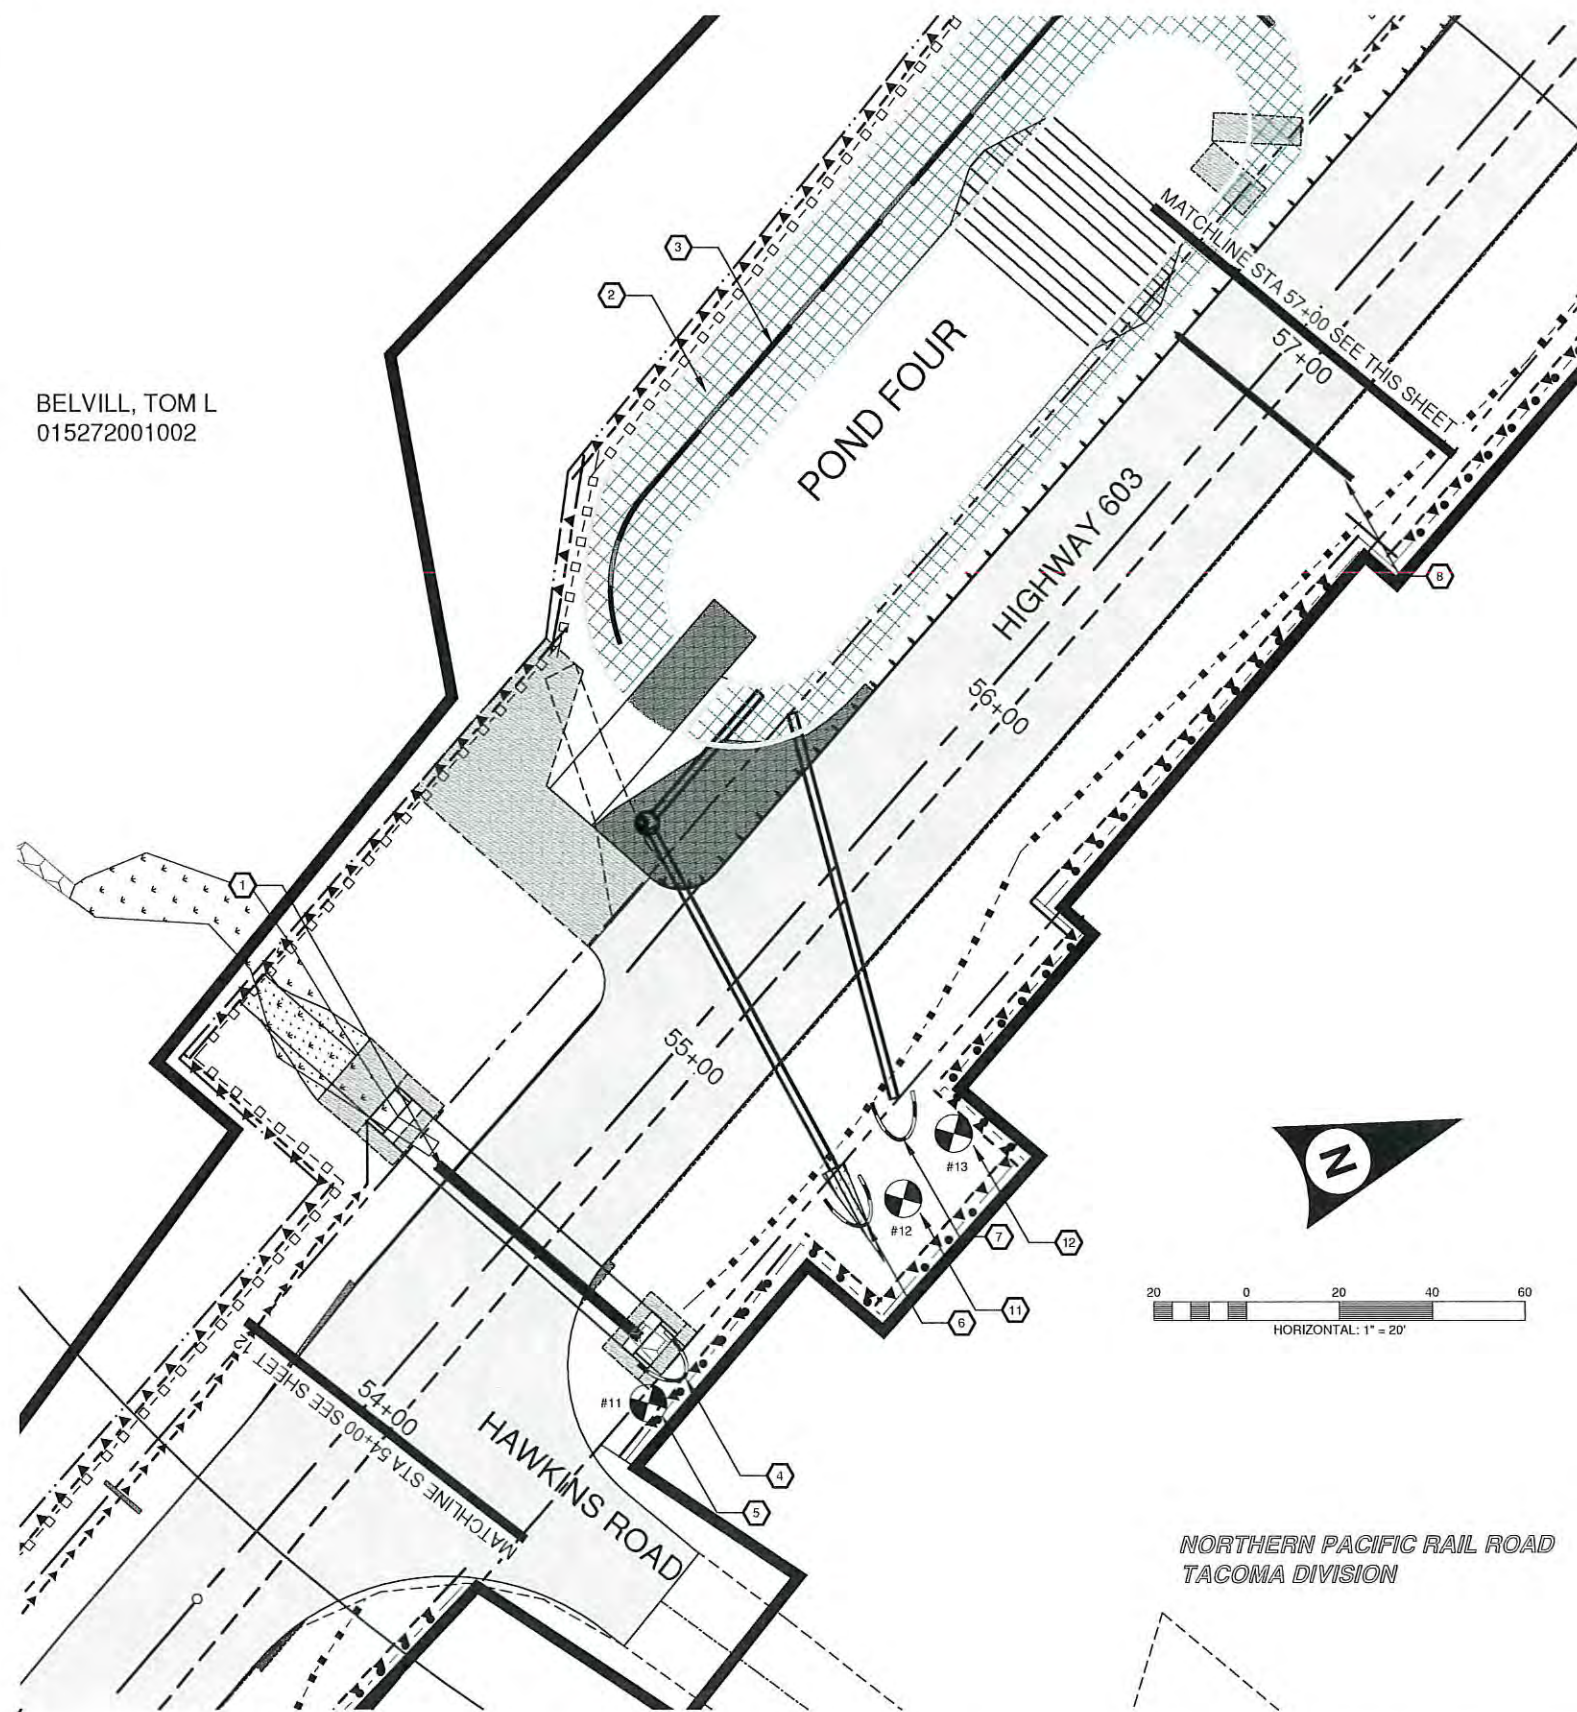 MATCHLINE STA 57+00 SEE THIS SHEET
57+00
3
2
POND FOUR
BELVILL, TOM L
015272001002
HIGHWAY 603
8
56+00
1
55+00
#13
#12
7
12
N
11
6
20 0 20 40 60
HORIZONTAL: 1" = 20'
MATCHLINE STA 54+00 SEE SHEET 12
54+00
#11
HAWKINS ROAD
4
5
NORTHERN PACIFIC RAIL ROAD
TACOMA DIVISION